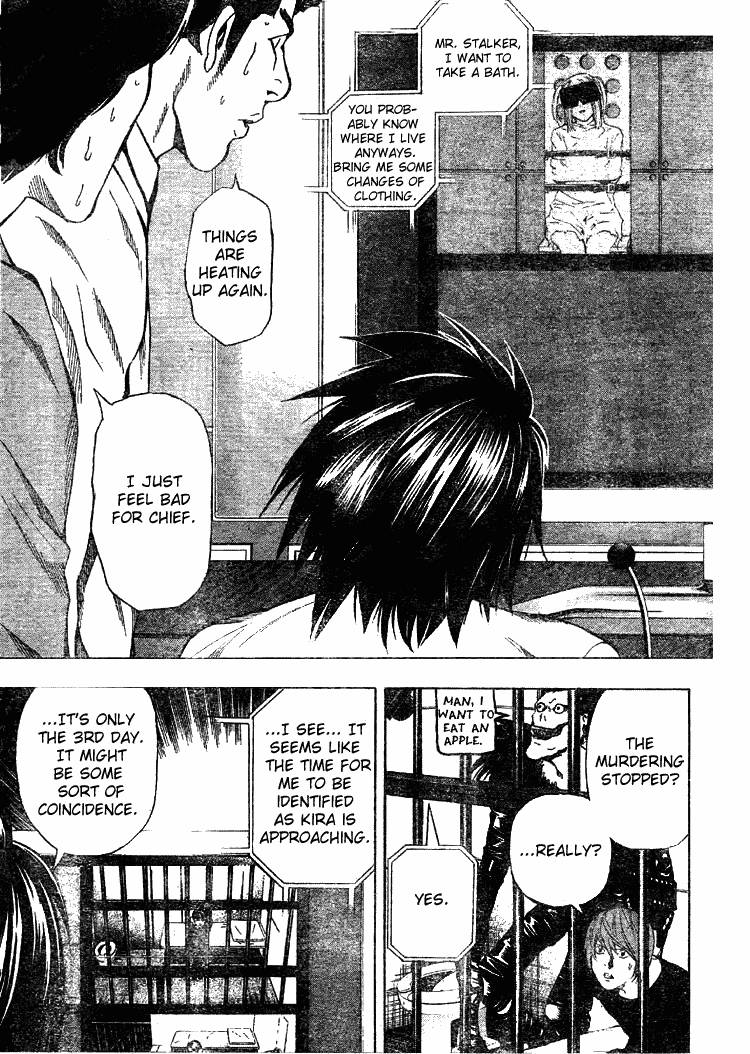 MR. STALKER,
I WANT TO
TAKE A BATH.
YOU PROB-
ABLY KNOW
WHERE I LIVE
ANYWAYS.
BRING ME SOME
CHANGES OF
CLOTHING.
THINGS
ARE
HEATING
UP AGAIN.
I JUST
FEEL BAD
FOR CHIEF.
THE
MURDERING
STOPPED?
...REALLY?
MAN, I
WANT TO
EAT AN
APPLE.
YES.
...I SEE... IT
SEEMS LIKE
THE TIME FOR
ME TO BE
IDENTIFIED
AS KIRA IS
APPROACHING.
...IT'S ONLY
THE 3RD DAY.
IT MIGHT
BE SOME
SORT OF
COINCIDENCE.